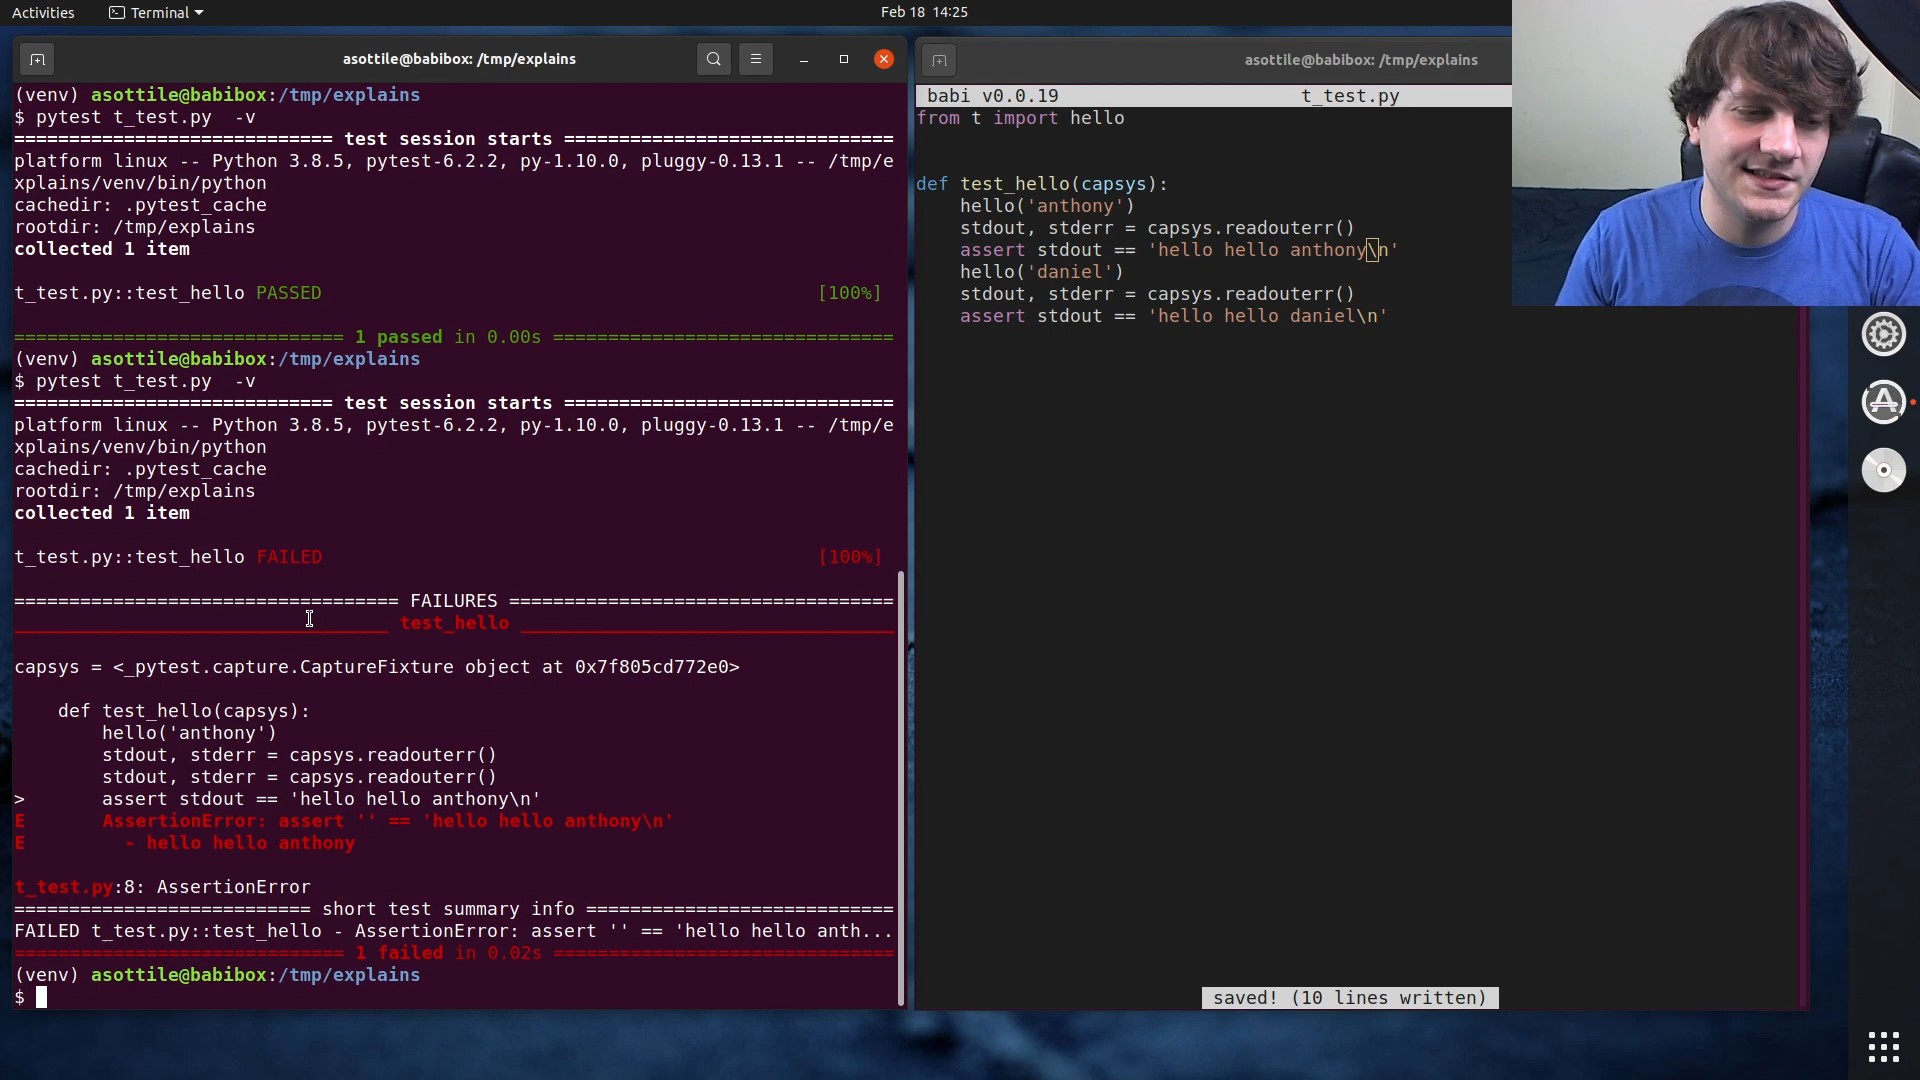 Activities
Terminal
Feb 18 14:25
asottile@babibox: /tmp/explains
(venv) asottile@babibox:/tmp/explains
$ pytest t_test.py  -v
============================= test session starts ==============================
platform linux -- Python 3.8.5, pytest-6.2.2, py-1.10.0, pluggy-0.13.1 -- /tmp/e
xplains/venv/bin/python
cachedir: .pytest_cache
rootdir: /tmp/explains
collected 1 item
t_test.py::test_hello PASSED [100%]
============================== 1 passed in 0.00s ===============================
(venv) asottile@babibox:/tmp/explains
$ pytest t_test.py  -v
============================= test session starts ==============================
platform linux -- Python 3.8.5, pytest-6.2.2, py-1.10.0, pluggy-0.13.1 -- /tmp/e
xplains/venv/bin/python
cachedir: .pytest_cache
rootdir: /tmp/explains
collected 1 item
t_test.py::test_hello FAILED [100%]
=================================== FAILURES ===================================
__________________________________ test_hello __________________________________
capsys = <_pytest.capture.CaptureFixture object at 0x7f805cd772e0>
    def test_hello(capsys):
        hello('anthony')
        stdout, stderr = capsys.readouterr()
        stdout, stderr = capsys.readouterr()
>       assert stdout == 'hello hello anthony\n'
E       AssertionError: assert '' == 'hello hello anthony\n'
E         - hello hello anthony
t_test.py:8: AssertionError
=========================== short test summary info ============================
FAILED t_test.py::test_hello - AssertionError: assert '' == 'hello hello anth...
============================== 1 failed in 0.02s ===============================
(venv) asottile@babibox:/tmp/explains
$
asottile@babibox: /tmp/explains
babi v0.0.19 t_test.py
from t import hello
def test_hello(capsys):
    hello('anthony')
    stdout, stderr = capsys.readouterr()
    assert stdout == 'hello hello anthony\n'
    hello('daniel')
    stdout, stderr = capsys.readouterr()
    assert stdout == 'hello hello daniel\n'
saved! (10 lines written)